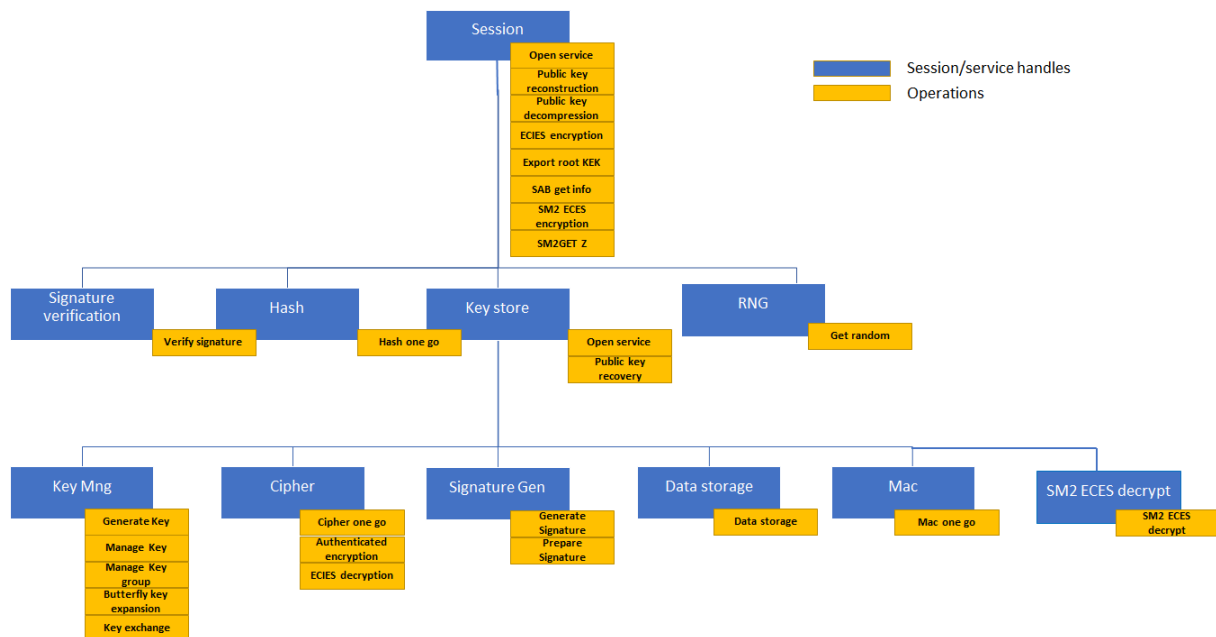 Session
Open service
Public key
reconstruction
Public key
decompression
ECIES encryption
Export root KEK
SAB get info
SM2 ECES
encryption
SM2GET Z
Session/service handles
Operations
Signature
verification
Verify signature
Hash
Hash one go
Key store
Open service
Public key
recovery
RNG
Get random
Key Mng
Generate Key
Manage Key
Manage Key
group
Butterfly key
expansion
Key exchange
Cipher
Cipher one go
Authenticated
encryption
ECIES decryption
Signature Gen
Generate
Signature
Prepare
Signature
Data storage
Data storage
Mac
Mac one go
SM2 ECES decrypt
SM2 ECES
decrypt